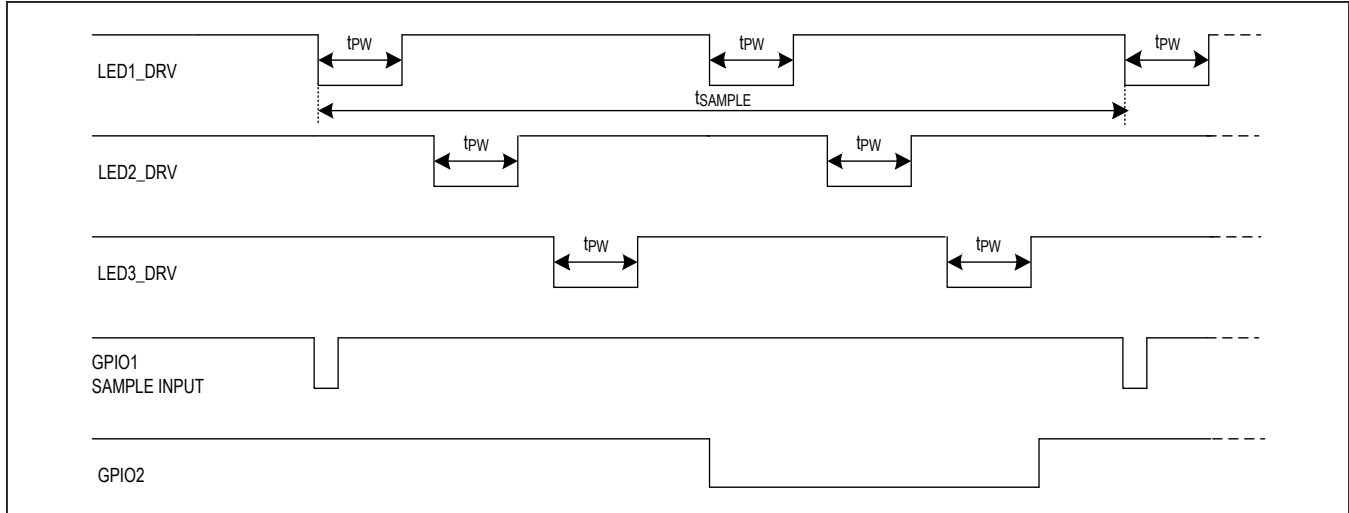 tPW tPW tPW
LED1_DRV
tSAMPLE
tPW tPW
LED2_DRV
tPW tPW
LED3_DRV
GPIO1
SAMPLE INPUT
GPIO2